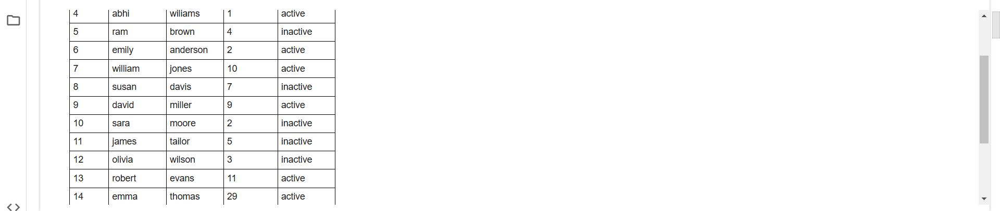 4 abhi wiliams 1 active
5 ram brown 4 inactive
6 emily anderson 2 active
7 william jones 10 active
8 susan davis 7 inactive
9 david miller 9 active
10 sara moore 2 inactive
11 james tailor 5 inactive
12 olivia wilson 3 inactive
13 robert evans 11 active
14 emma thomas 29 active